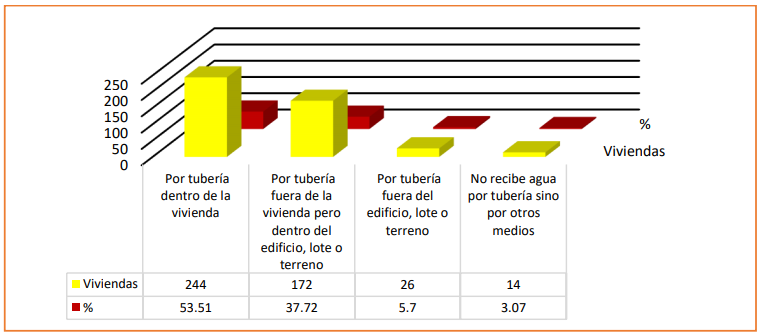 250
200
150
100
50
0
%
Viviendas
Por tubería
dentro de la
vivienda
Por tubería
fuera de la
vivienda pero
dentro del
edificio, lote o
terreno
Por tubería
fuera del
edificio, lote o
terreno
No recibe agua
por tubería sino
por otros
medios
Viviendas 244 172 26 14
% 53.51 37.72 5.7 3.07